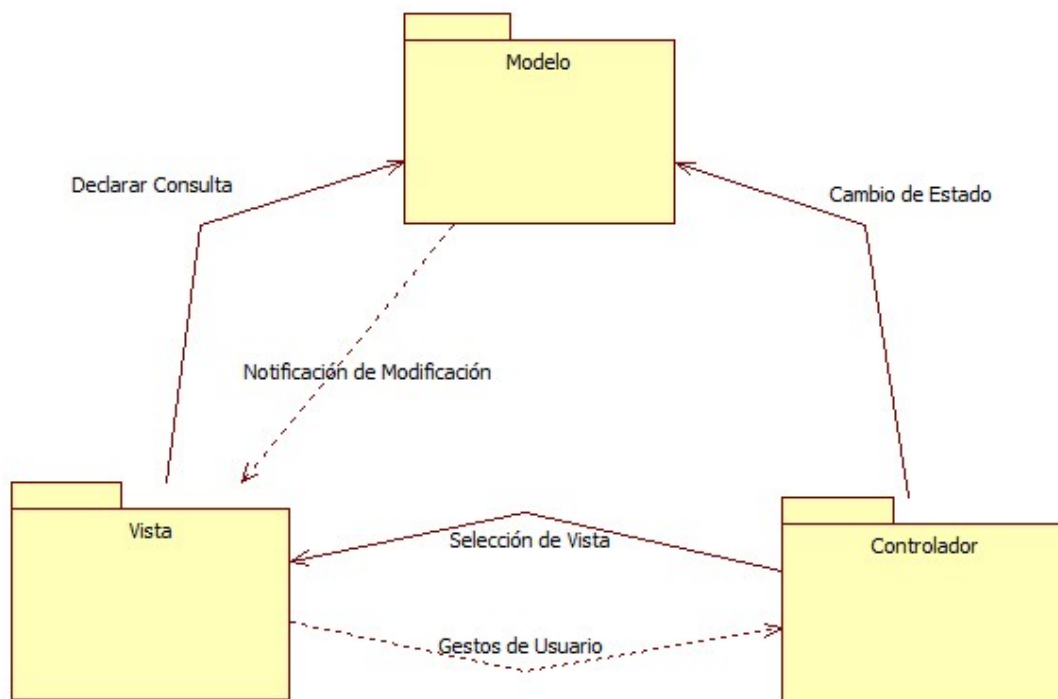 Modelo
Declarar Consulta
Cambio de Estado
Notificación de Modificación
Vista
Selección de Vista
Controlador
Gestos de Usuario